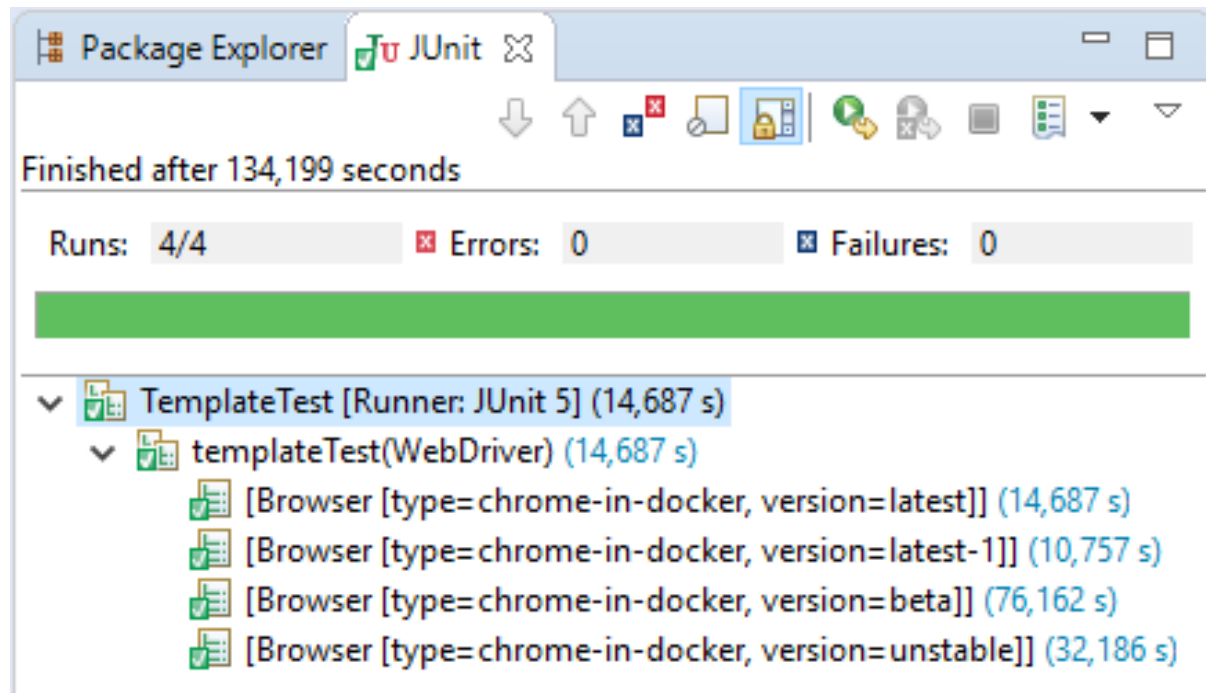 Package Explorer JUnit
Finished after 134,199 seconds
Runs: 4/4 Errors: 0 Failures: 0
TemplateTest [Runner: JUnit 5] (14,687 s)
templateTest(WebDriver) (14,687 s)
[Browser [type=chrome-in-docker, version=latest]] (14,687 s)
[Browser [type=chrome-in-docker, version=latest-1]] (10,757 s)
[Browser [type=chrome-in-docker, version=beta]] (76,162 s)
[Browser [type=chrome-in-docker, version=unstable]] (32,186 s)